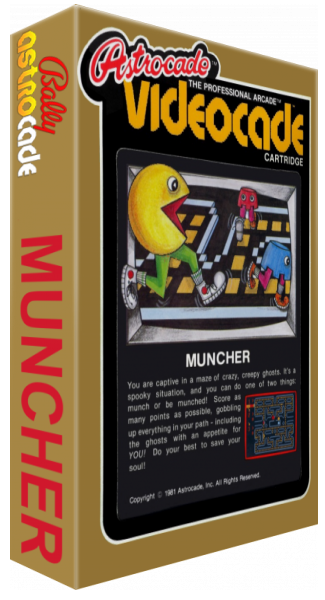 Bally
astrocade
MUNCHER
Astrocade™
THE PROFESSIONAL ARCADE™
VIDEOCADE
CARTRIDGE
MUNCHER
You are captive in a maze of crazy, creepy ghosts. It's a
spooky situation, and you can do one of two things:
munch or be munched! Score as
many points as possible, gobbling
up everything in your path - including
the ghosts with an appetite for
YOU! Do your best to save your
soul!
Copyright © 1981 Astrocade, Inc. All Rights Reserved.